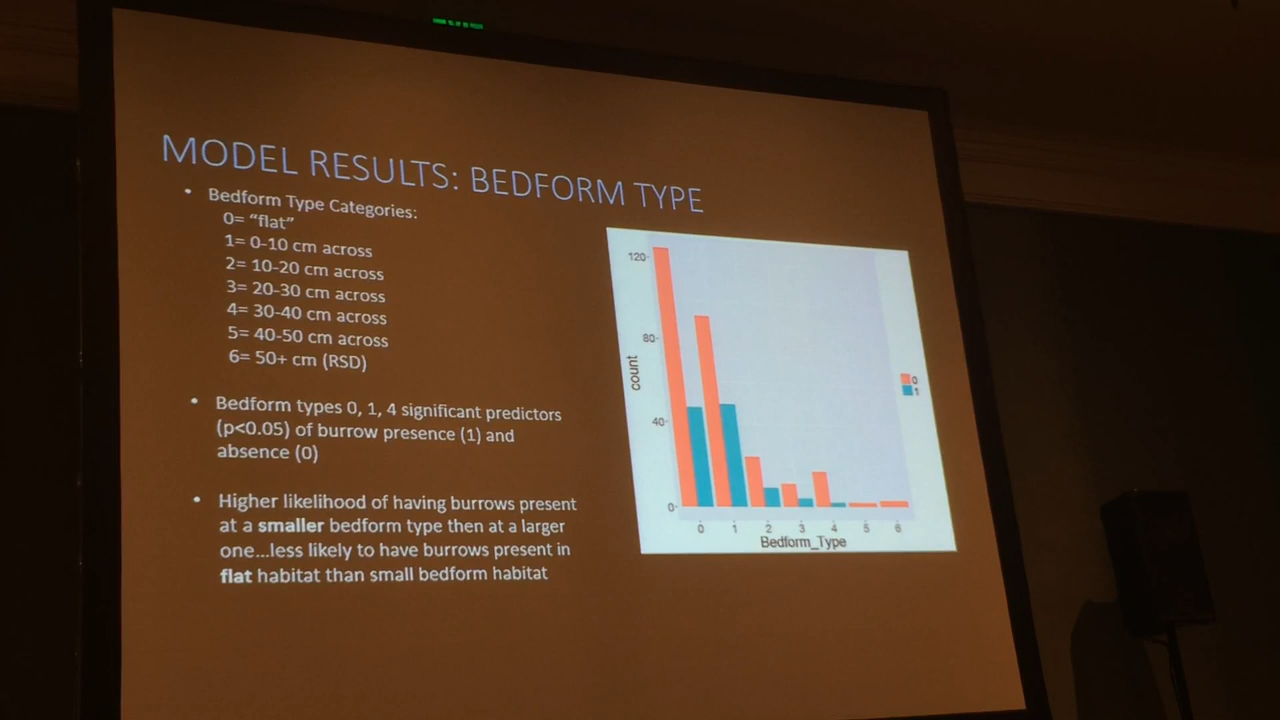 MODEL RESULTS: BEDFORM TYPE
• Bedform Type Categories:
0= “flat”
1= 0-10 cm across
2= 10-20 cm across
3= 20-30 cm across
4= 30-40 cm across
5= 40-50 cm across
6= 50+ cm (RSD)
• Bedform types 0, 1, 4 significant predictors
(p<0.05) of burrow presence (1) and
absence (0)
• Higher likelihood of having burrows present
at a smaller bedform type then at a larger
one...less likely to have burrows present in
flat habitat than small bedform habitat
120
80
40
0
count
0 1 2 3 4 5 6
Bedform_Type
0
1